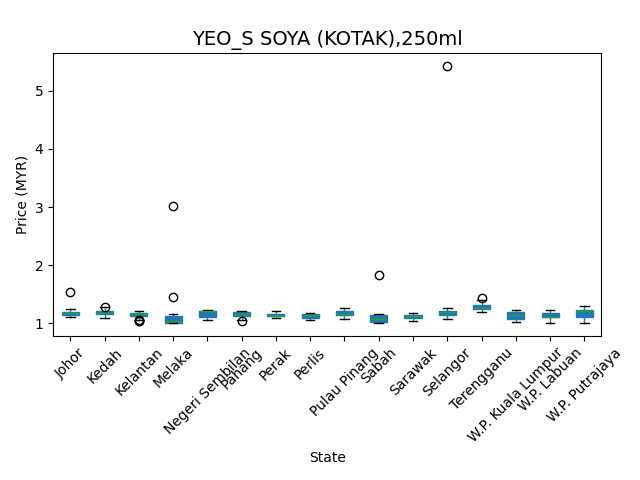 YEO_S SOYA (KOTAK),250ml
Price (MYR)
5
4
3
2
1
Johor
Kedah
Kelantan
Melaka
Negeri Sembilan
Pahang
Perak
Perlis
Pulau Pinang
Sabah
Sarawak
Selangor
Terengganu
W.P. Kuala Lumpur
W.P. Labuan
W.P. Putrajaya
State